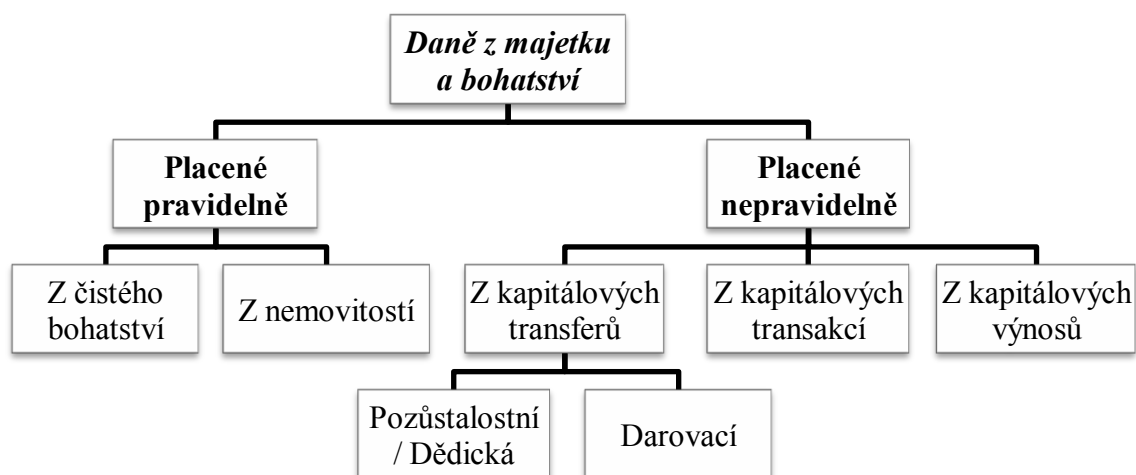 Daně z majetku
a bohatství
Placené
pravidelně
Placené
nepravidelně
Z čistého
bohatství
Z nemovitostí
Z kapitálových
transferů
Z kapitálových
transakcí
Z kapitálových
výnosů
Pozůstalostní
/ Dědická
Darovací